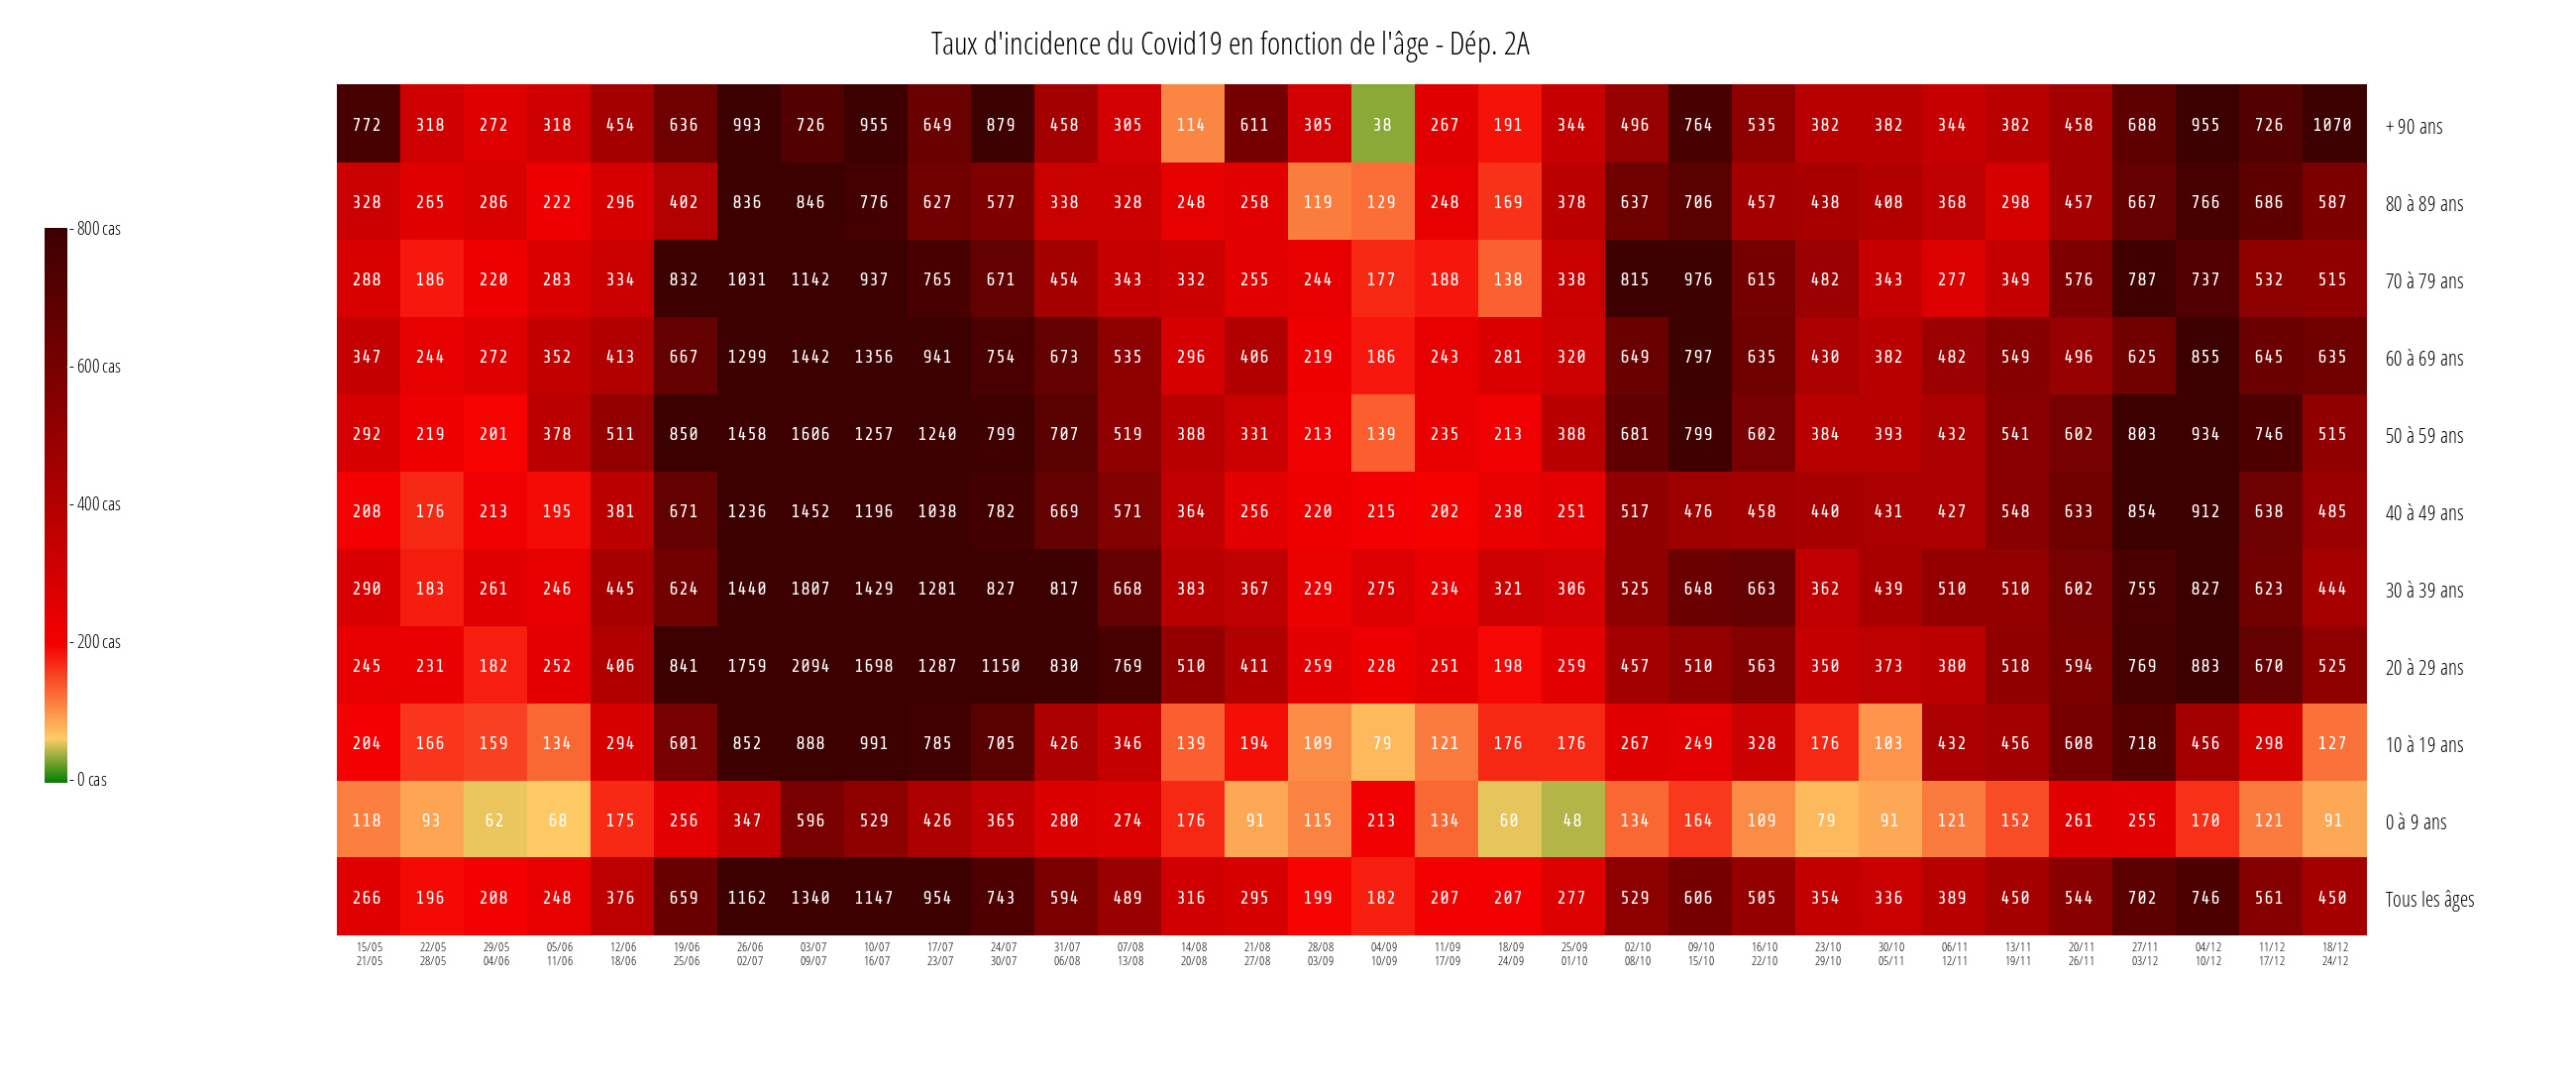 Taux d'incidence du Covid19 en fonction de l'âge - Dép. 2A
- 800 cas
- 600 cas
- 400 cas
- 200 cas
- 0 cas
772 318 272 318 454 636 993 726 955 649 879 458 305 114 611 305 38 267 191 344 496 764 535 382 382 344 382 458 688 955 726 1070 + 90 ans
328 265 286 222 296 402 836 846 776 627 577 338 328 248 258 119 129 248 169 378 637 706 457 438 408 368 298 457 667 766 686 587 80 à 89 ans
288 186 220 283 334 832 1031 1142 937 765 671 454 343 332 255 244 177 188 138 338 815 976 615 482 343 277 349 576 787 737 532 515 70 à 79 ans
347 244 272 352 413 667 1299 1442 1356 941 754 673 535 296 406 219 186 243 281 320 649 797 635 430 382 482 549 496 625 855 645 635 60 à 69 ans
292 219 201 378 511 850 1458 1606 1257 1240 799 707 519 388 331 213 139 235 213 388 681 799 602 384 393 432 541 602 803 934 746 515 50 à 59 ans
208 176 213 195 381 671 1236 1452 1196 1038 782 669 571 364 256 220 215 202 238 251 517 476 458 440 431 427 548 633 854 912 638 485 40 à 49 ans
290 183 261 246 445 624 1440 1807 1429 1281 827 817 668 383 367 229 275 234 321 306 525 648 663 362 439 510 510 602 755 827 623 444 30 à 39 ans
245 231 182 252 406 841 1759 2094 1698 1287 1150 830 769 510 411 259 228 251 198 259 457 510 563 350 373 380 518 594 769 883 670 525 20 à 29 ans
204 166 159 134 294 601 852 888 991 785 705 426 346 139 194 109 79 121 176 176 267 249 328 176 103 432 456 608 718 456 298 127 10 à 19 ans
118 93 62 68 175 256 347 596 529 426 365 280 274 176 91 115 213 134 60 48 134 164 109 79 91 121 152 261 255 170 121 91 0 à 9 ans
266 196 208 248 376 659 1162 1340 1147 954 743 594 489 316 295 199 182 207 207 277 529 606 505 354 336 389 450 544 702 746 561 450 Tous les âges
15/05 22/05 29/05 05/06 12/06 19/06 26/06 03/07 10/07 17/07 24/07 31/07 07/08 14/08 21/08 28/08 04/09 11/09 18/09 25/09 02/10 09/10 16/10 23/10 30/10 06/11 13/11 20/11 27/11 04/12 11/12 18/12
21/05 28/05 04/06 11/06 18/06 25/06 02/07 09/07 16/07 23/07 30/07 06/08 13/08 20/08 27/08 03/09 10/09 17/09 24/09 01/10 08/10 15/10 22/10 29/10 05/11 12/11 19/11 26/11 03/12 10/12 17/12 24/12